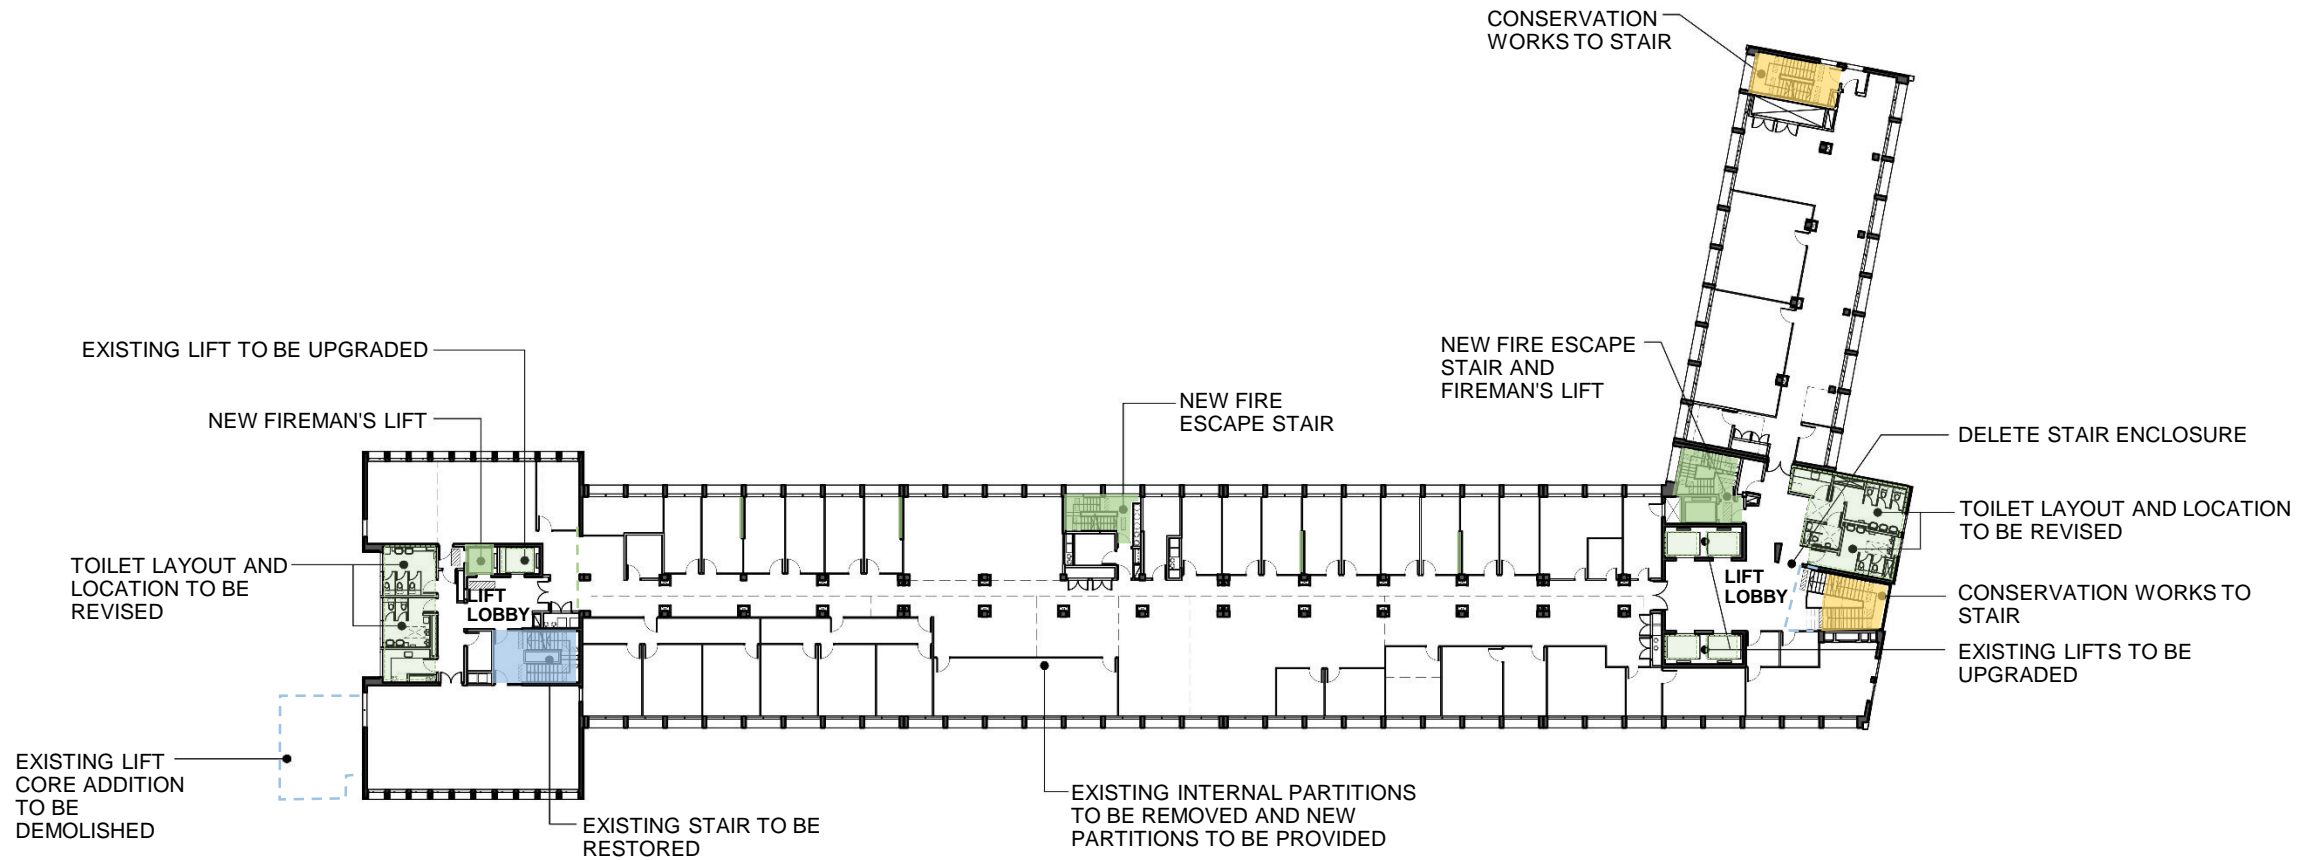 CONSERVATION
WORKS TO STAIR
EXISTING LIFT TO BE UPGRADED
NEW FIREMAN'S LIFT
NEW FIRE
ESCAPE STAIR
NEW FIRE ESCAPE
STAIR AND
FIREMAN'S LIFT
DELETE STAIR ENCLOSURE
TOILET LAYOUT AND LOCATION
TO BE REVISED
TOILET LAYOUT AND
LOCATION TO BE
REVISED
LIFT
LOBBY
LIFT
LOBBY
CONSERVATION WORKS TO
STAIR
EXISTING LIFTS TO BE
UPGRADED
EXISTING LIFT
CORE ADDITION
TO BE
DEMOLISHED
EXISTING STAIR TO BE
RESTORED
EXISTING INTERNAL PARTITIONS
TO BE REMOVED AND NEW
PARTITIONS TO BE PROVIDED